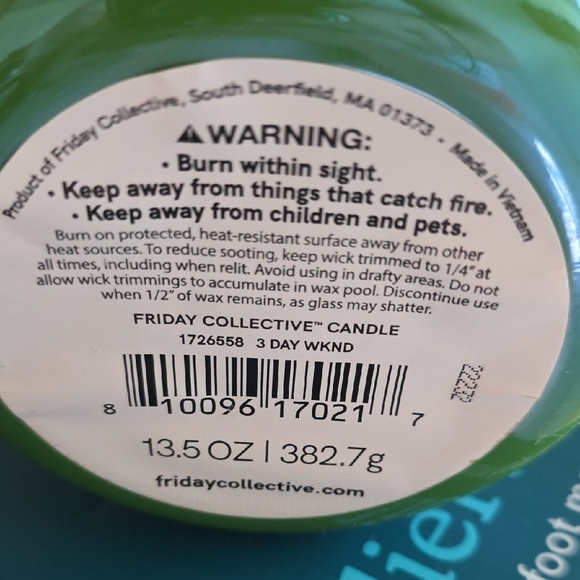 Product of Friday Collective, South Deerfield, MA 01373 • Made in Vietnam
⚠WARNING:
• Burn within sight.
• Keep away from things that catch fire.
• Keep away from children and pets.
Burn on protected, heat-resistant surface away from other
heat sources. To reduce sooting, keep wick trimmed to 1/4" at
all times, including when relit. Avoid using in drafty areas. Do not
allow wick trimmings to accumulate in wax pool. Discontinue use
when 1/2" of wax remains, as glass may shatter.
FRIDAY COLLECTIVE™ CANDLE
1726558 3 DAY WKND
8 10096 17021 7
13.5 OZ | 382.7g
fridaycollective.com
foot